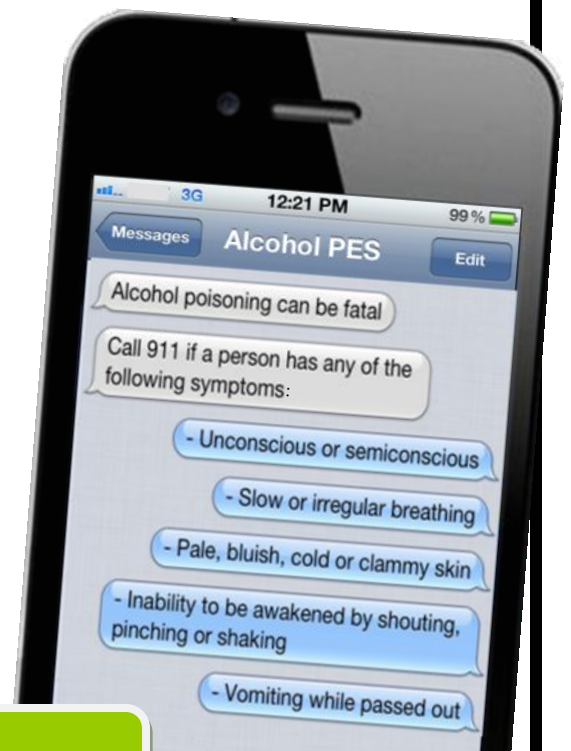 3G 12:21 PM 99%
Messages Alcohol PES Edit
Alcohol poisoning can be fatal
Call 911 if a person has any of the
following symptoms:
- Unconscious or semiconscious
- Slow or irregular breathing
- Pale, bluish, cold or clammy skin
- Inability to be awakened by shouting,
pinching or shaking
- Vomiting while passed out